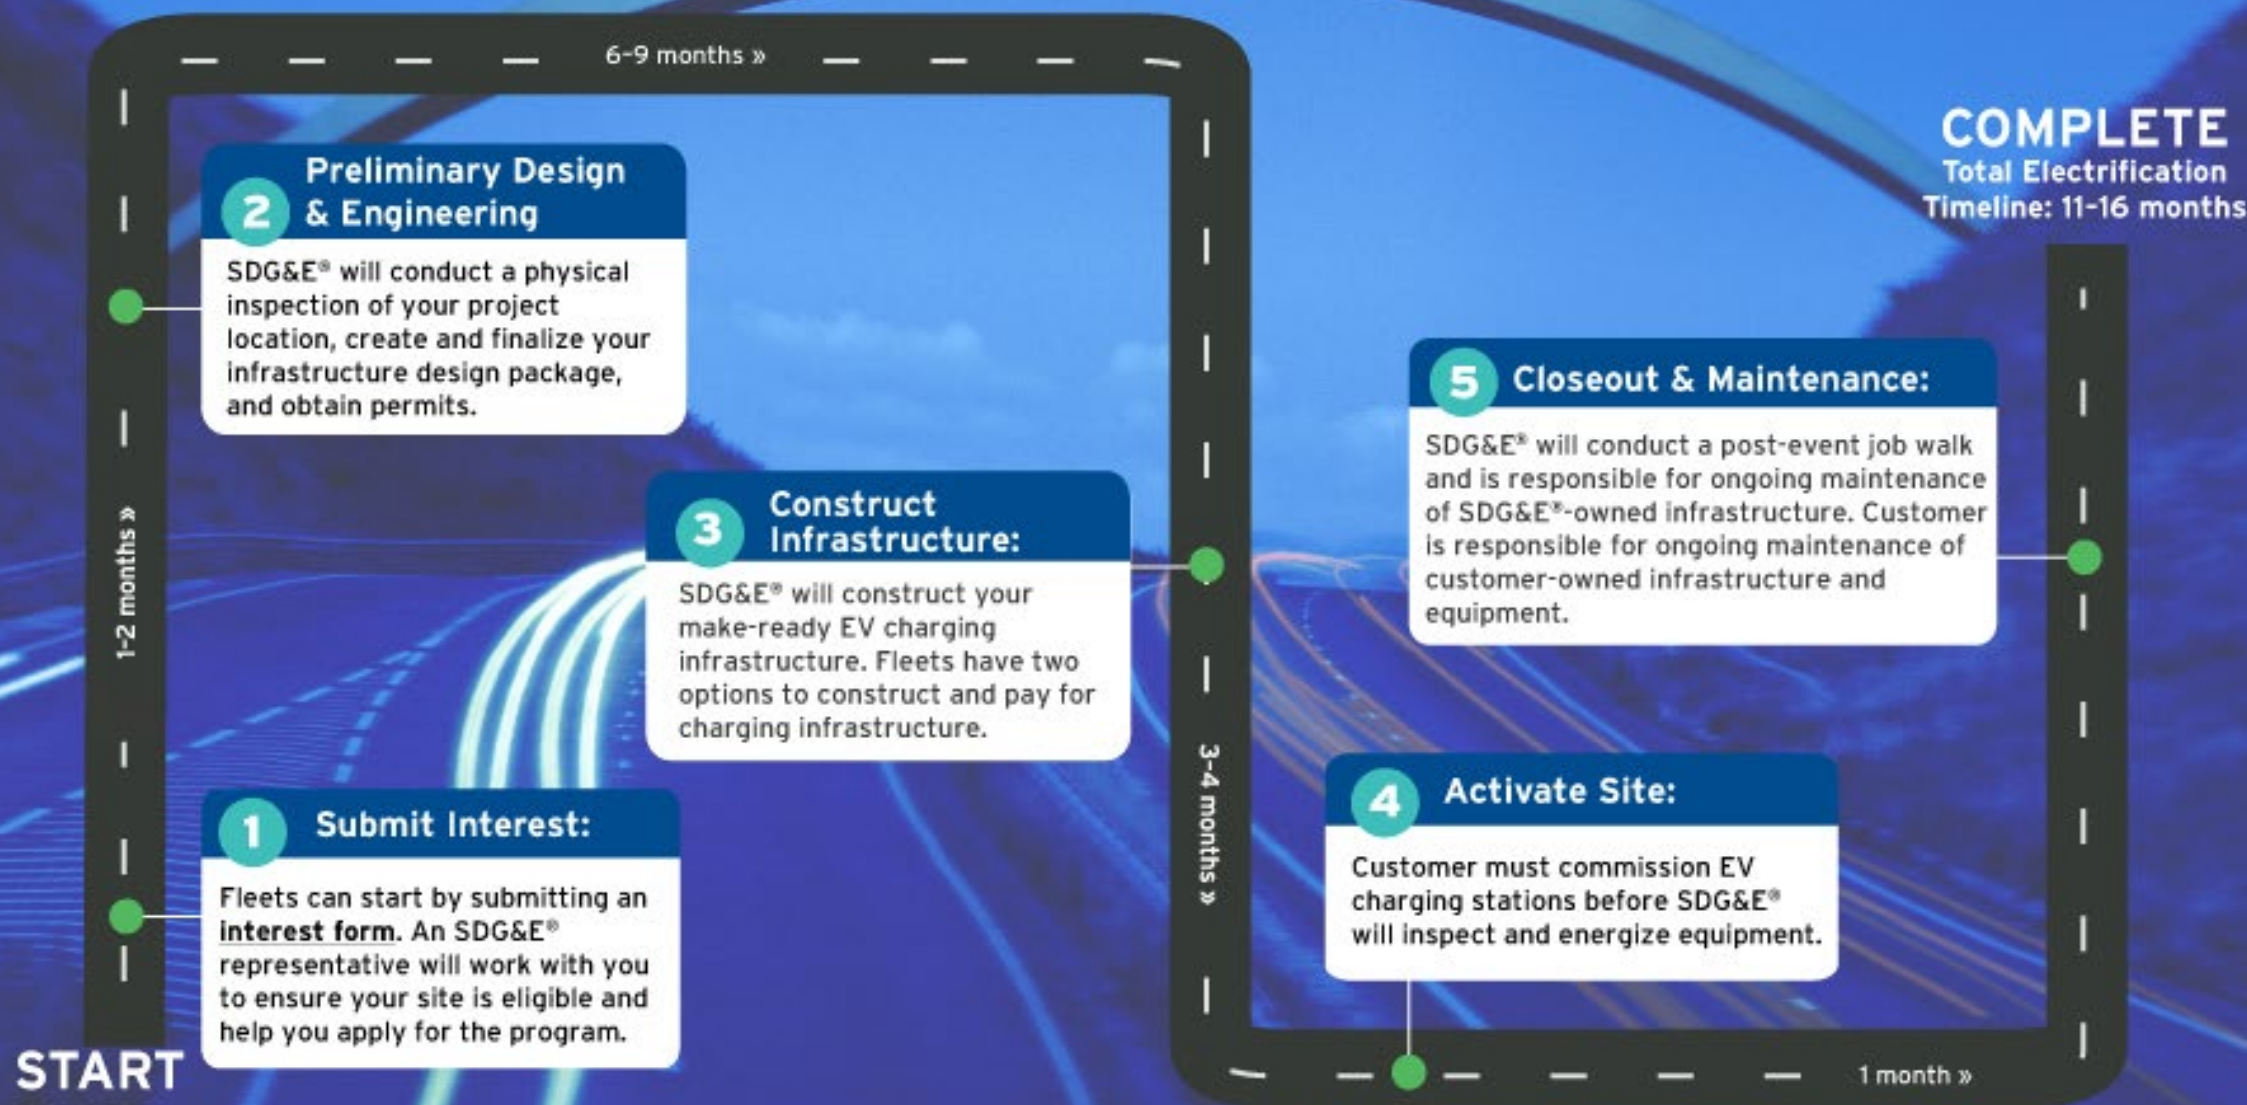 START
1
Submit Interest:
Fleets can start by submitting an
interest form. An SDG&E®
representative will work with you
to ensure your site is eligible and
help you apply for the program.
1-2 months »
2
Preliminary Design
& Engineering
SDG&E® will conduct a physical
inspection of your project
location, create and finalize your
infrastructure design package,
and obtain permits.
6-9 months »
3
Construct
Infrastructure:
SDG&E® will construct your
make-ready EV charging
infrastructure. Fleets have two
options to construct and pay for
charging infrastructure.
3-4 months »
4
Activate Site:
Customer must commission EV
charging stations before SDG&E®
will inspect and energize equipment.
1 month »
5
Closeout & Maintenance:
SDG&E® will conduct a post-event job walk
and is responsible for ongoing maintenance
of SDG&E®-owned infrastructure. Customer
is responsible for ongoing maintenance of
customer-owned infrastructure and
equipment.
COMPLETE
Total Electrification
Timeline: 11-16 months